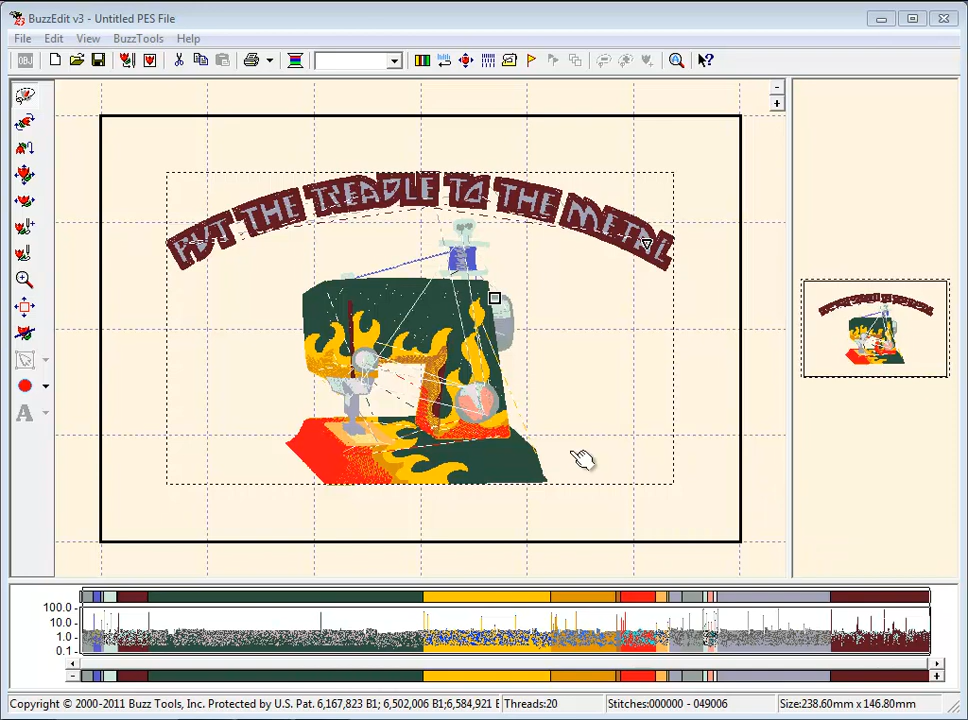 BuzzEdit v3 - Untitled PES File
File Edit View BuzzTools Help
OBJ
PUT THE TREADLE TO THE METAL
A
100.0
10.0
1.0
0.1
Copyright © 2000-2011 Buzz Tools, Inc. Protected by U.S. Pat. 6,167,823 B1; 6,502,006 B1; 6,584,921 E Threads:20 Stitches:000000 - 049006 Size:238.60mm x 146.80mm